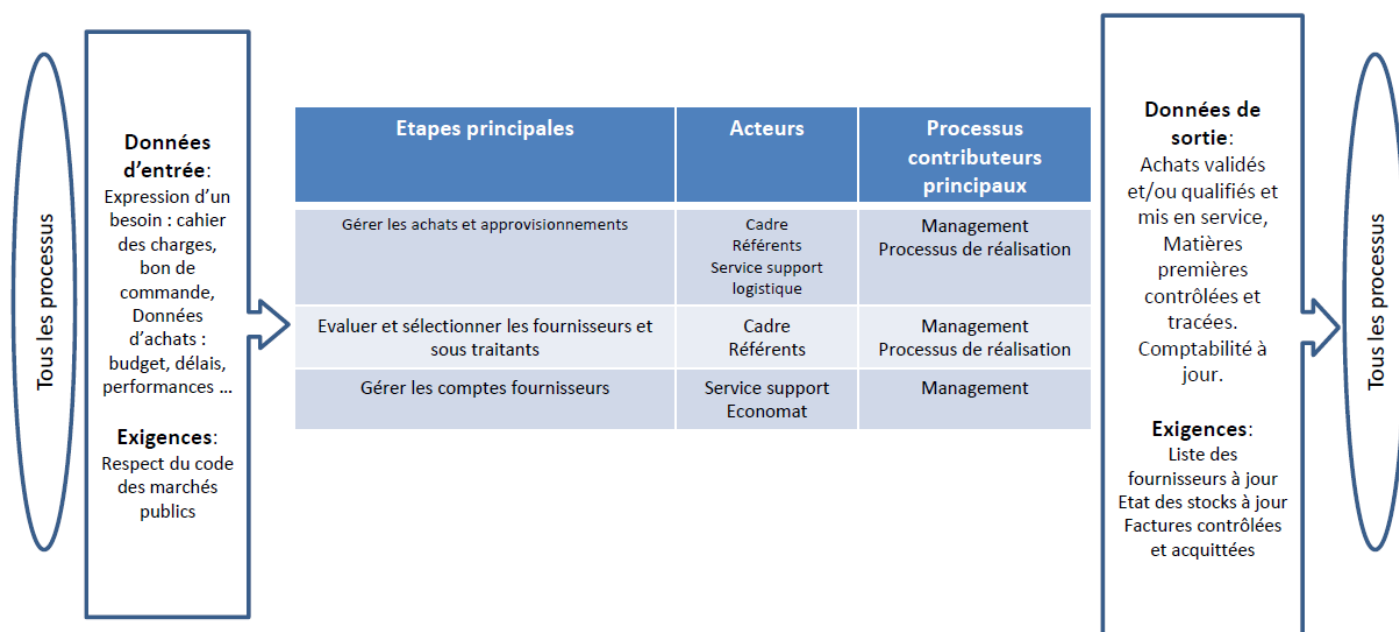 Tous les processus
Données
d'entrée:
Expression d'un
besoin : cahier
des charges,
bon de
commande,
Données
d'achats :
budget, délais,
performances ...
Exigences:
Respect du code
des marchés
publics
Etapes principales
Acteurs
Processus
contributeurs
principaux
Gérer les achats et approvisionnements
Cadre
Référents
Service support
logistique
Management
Processus de réalisation
Evaluer et sélectionner les fournisseurs et
sous traitants
Cadre
Référents
Management
Processus de réalisation
Gérer les comptes fournisseurs
Service support
Economat
Management
Données de
sortie:
Achats validés
et/ou qualifiés et
mis en service,
Matières
premières
contrôlées et
tracées.
Comptabilité à
jour.
Exigences:
Liste des
fournisseurs à jour
Etat des stocks à jour
Factures contrôlées
et acquittées
Tous les processus